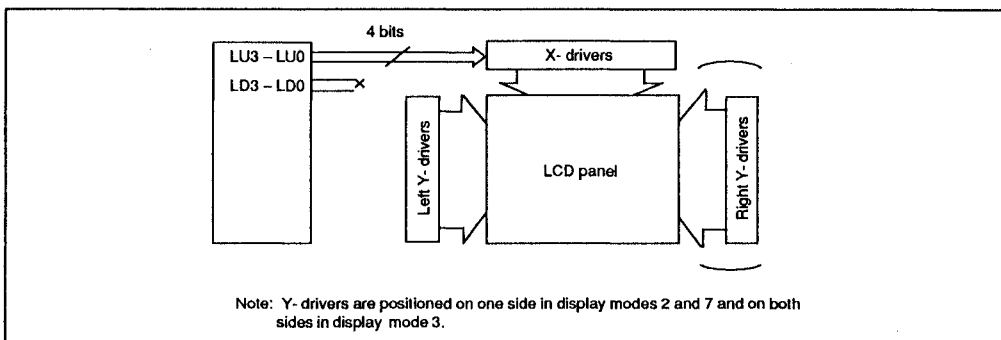 4 bits
LU3 – LU0
X- drivers
LD3 – LD0
Left Y- drivers
LCD panel
Right Y- drivers
Note: Y- drivers are positioned on one side in display modes 2 and 7 and on both
sides in display mode 3.